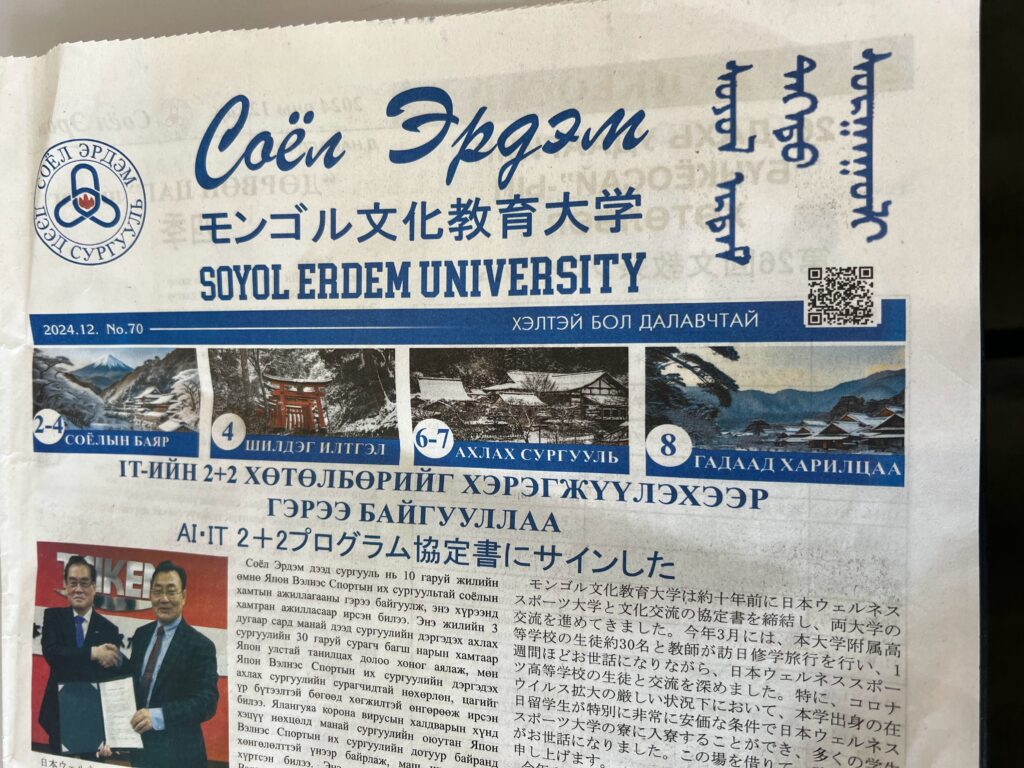 СОЁЛ ЭРДЭМ
ДЭЭД СУРГУУЛЬ
Соёл Эрдэм
モンゴル文化教育大学
SOYOL ERDEM UNIVERSITY
2024.12. No.70
ХЭЛТЭЙ БОЛ ДАЛАВЧТАЙ
2-4 СОЁЛЫН БАЯР
4 ШИЛДЭГ ИЛТГЭЛ
6-7 АХЛАХ СУРГУУЛЬ
8 ГАДААД ХАРИЛЦАА
IT-ИЙН 2+2 ХӨТӨЛБӨРИЙГ ХЭРЭГЖҮҮЛЭХЭЭР
ГЭРЭЭ БАЙГУУЛЛАА
AI・IT 2+2プログラム協定書にサインした
Соёл Эрдэм дээд сургууль нь 10 гаруй жилийн
өмнө Япон Вэлнэс Спортын их сургуультай соёлын
хамтын ажиллагааны гэрээ байгуулж, энэ хүрээнд
хамтран ажилласаар ирсэн билээ. Энэ жилийн 3
дугаар сард манай дээд сургуулийн дэргэдэх ахлах
сургуулийн 30 гаруй сурагч багш нарын хамтаар
Япон улстай танилцах долоо хоног аялаж, мөн
Япон Вэлнэс Спортын их сургуулийн дэргэдэх
ахлах сургуулийн сурагчидтай нөхөрлөн, цагийг
үр бүтээлтэй бөгөөд хөгжилтэй өнгөрөөж ирсэн
билээ. Ялангуяа корона вирусын халдварын хүнд
хэцүү нөхцөлд манай сургуулийн оюутан Япон
Вэлнэс Спортын их сургуулийн дотуур байранд
хөнгөлөлттэй үнээр байрлаж, маш
хүртсэн билээ.
モンゴル文化教育大学は約十年前に日本ウェルネス
スポーツ大学と文化交流の協定書を締結し、両大学の
交流を進めてきました。今年3月には、本大学附属高
等学校の生徒約30名と教師が訪日修学旅行を行い、1
週間ほどお世話になりながら、日本ウェルネススポー
ツ高等学校の生徒と交流を深めました。特に、コロナ
ウイルス拡大の厳しい状況下において、本学出身の在
日留学生が特別に非常に安価な条件で日本ウェルネス
スポーツ大学の寮に入寮することができ、多くの学生
がお世話になりました。この場を借りて
申し上げます。